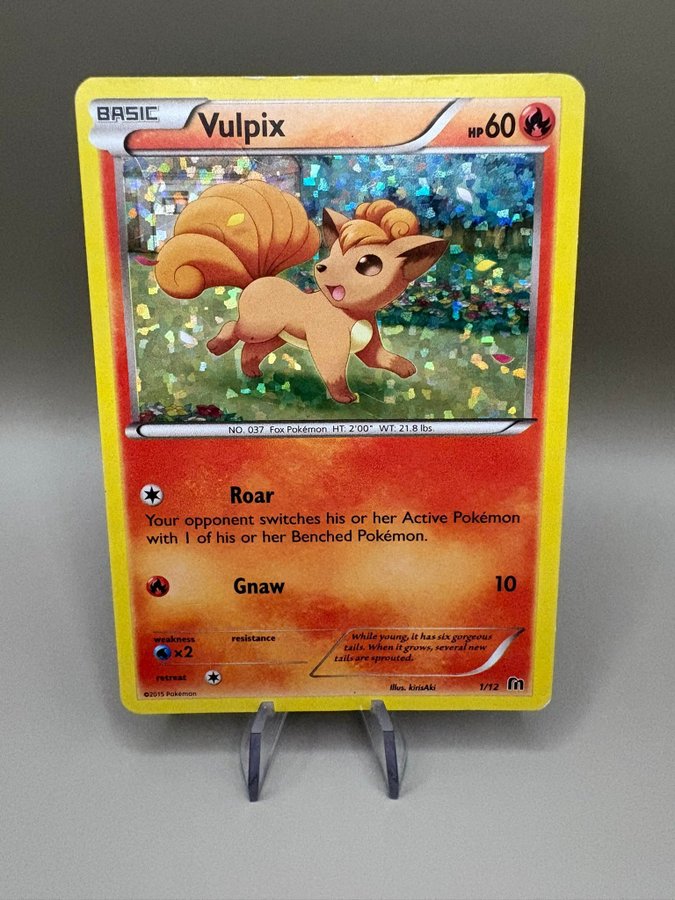 BASIC
Vulpix
HP60
NO. 037 Fox Pokémon HT: 2'00" WT: 21.8 lbs.
Roar
Your opponent switches his or her Active Pokémon
with 1 of his or her Benched Pokémon.
Gnaw 10
weakness resistance
×2
retreat
While young, it has six gorgeous
tails. When it grows, several new
tails are sprouted.
©2015 Pokémon
Illus. kirisAki 1/12 m